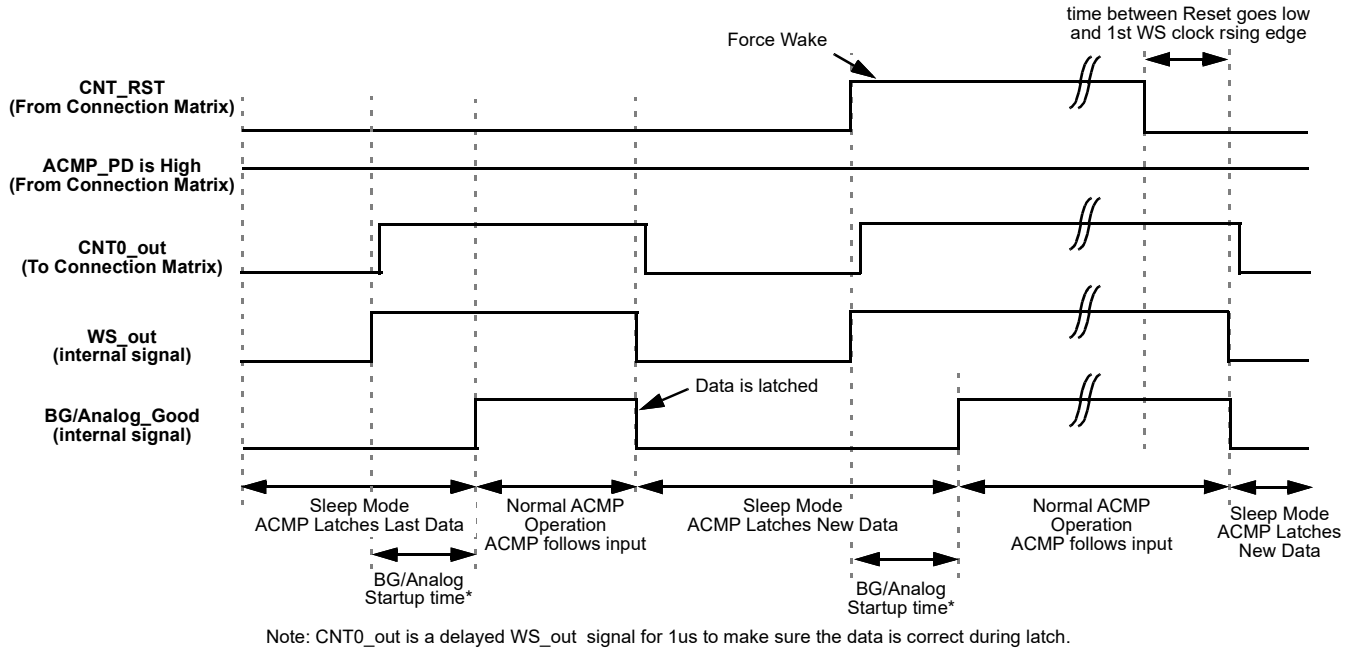 time between Reset goes low
and 1st WS clock rsing edge
Force Wake
CNT_RST
(From Connection Matrix)
ACMP_PD is High
(From Connection Matrix)
CNT0_out
(To Connection Matrix)
WS_out
(internal signal)
Data is latched
BG/Analog_Good
(internal signal)
Sleep Mode
ACMP Latches Last Data
Normal ACMP
Operation
ACMP follows input
Sleep Mode
ACMP Latches New Data
Normal ACMP
Operation
ACMP follows input
Sleep Mode
ACMP Latches
New Data
BG/Analog
Startup time*
BG/Analog
Startup time*
Note: CNT0_out is a delayed WS_out signal for 1us to make sure the data is correct during latch.